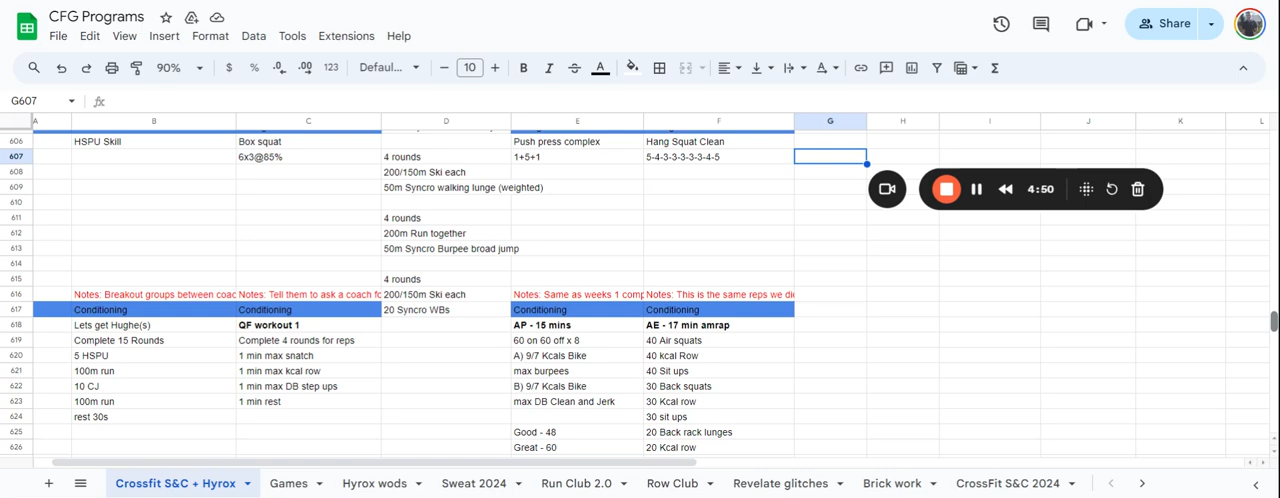 CFG Programs
File Edit View Insert Format Data Tools Extensions Help
Share
90% $ % .0 .00 123 Defaul... 10 B I A Σ
G607 fx
A B C D E F G H I J K L
606 HSPU Skill Box squat Push press complex Hang Squat Clean
607 6x3@85% 4 rounds 1+5+1 5-4-3-3-3-3-3-4-5
608 200/150m Ski each
609 50m Syncro walking lunge (weighted)
610
611 4 rounds
612 200m Run together
613 50m Syncro Burpee broad jump
614
615 4 rounds
616 Notes: Breakout groups between coac Notes: Tell them to ask a coach fo 200/150m Ski each Notes: Same as weeks 1 comp Notes: This is the same reps we di
617 Conditioning Conditioning 20 Syncro WBs Conditioning Conditioning
618 Lets get Hughe(s) QF workout 1 AP - 15 mins AE - 17 min amrap
619 Complete 15 Rounds Complete 4 rounds for reps 60 on 60 off x 8 40 Air squats
620 5 HSPU 1 min max snatch A) 9/7 Kcals Bike 40 kcal Row
621 100m run 1 min max kcal row max burpees 40 Sit ups
622 10 CJ 1 min max DB step ups B) 9/7 Kcals Bike 30 Back squats
623 100m run 1 min rest max DB Clean and Jerk 30 Kcal row
624 rest 30s 30 sit ups
625 Good - 48 20 Back rack lunges
626 Great - 60 20 Kcal row
4:50
Crossfit S&C + Hyrox Games Hyrox wods Sweat 2024 Run Club 2.0 Row Club Revelate glitches Brick work CrossFit S&C 2024